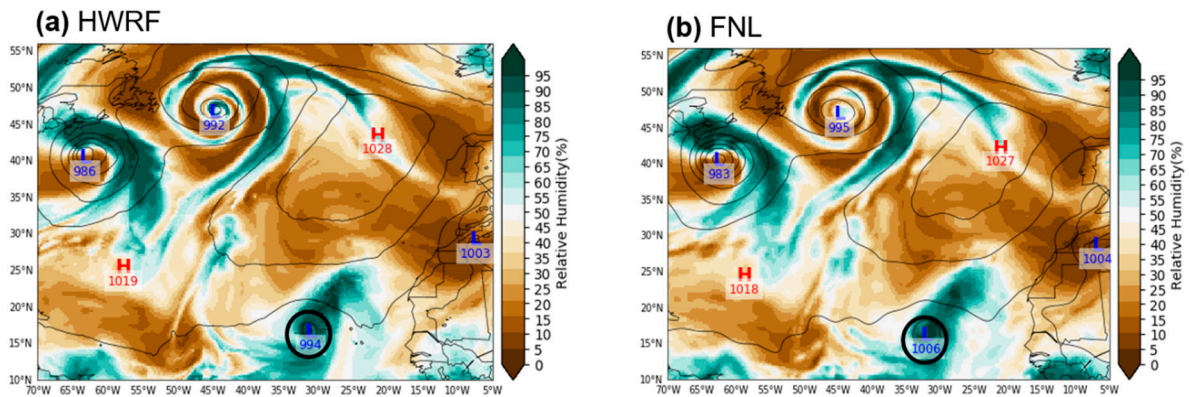 (a) HWRF
(b) FNL
55°N
50°N
45°N
40°N
35°N
30°N
25°N
20°N
15°N
10°N
70°W 65°W 60°W 55°W 50°W 45°W 40°W 35°W 30°W 25°W 20°W 15°W 10°W 5°W
L
992
H
1028
L
986
L
1003
H
1019
L
994
95
90
85
80
75
70
65
60
55
50
45
40
30
20
15
10
5
0
Relative Humidity(%)
55°N
50°N
45°N
40°N
35°N
30°N
25°N
20°N
15°N
10°N
70°W 65°W 60°W 55°W 50°W 45°W 40°W 35°W 30°W 25°W 20°W 15°W 10°W 5°W
L
995
H
1027
L
983
L
1004
H
1018
L
1006
95
90
85
80
75
70
65
60
55
50
45
40
30
20
15
10
5
0
Relative Humidity(%)